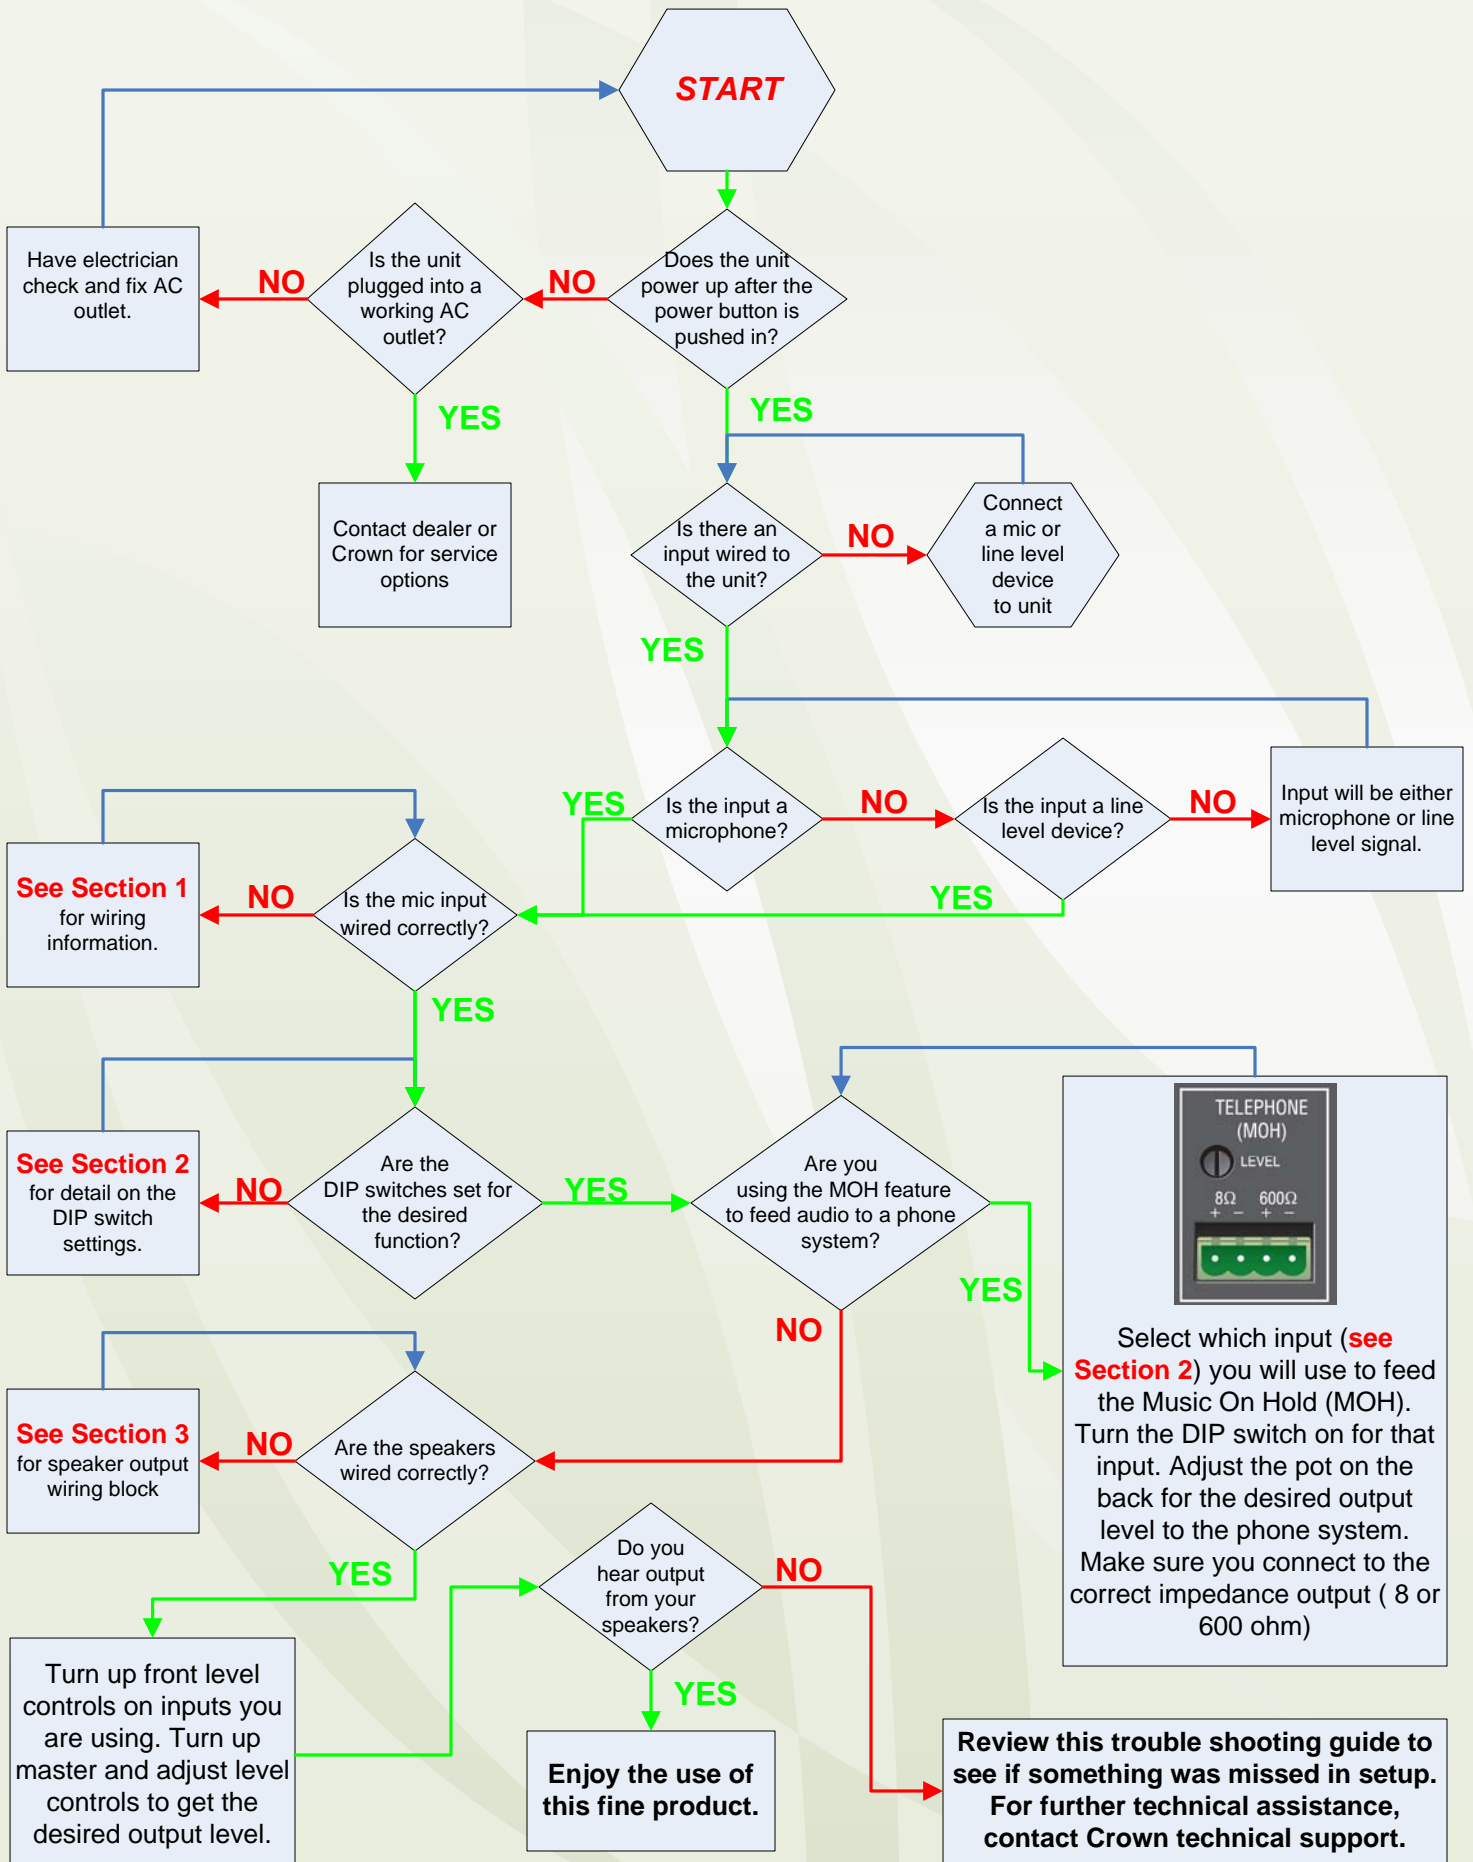 START
Have electrician
check and fix AC
outlet.
NO
Is the unit
plugged into a
working AC
outlet?
NO
Does the unit
power up after the
power button is
pushed in?
YES
YES
Contact dealer or
Crown for service
options
Is there an
input wired to
the unit?
NO
Connect
a mic or
line level
device
to unit
YES
YES
Is the input a
microphone?
NO
Is the input a line
level device?
NO
Input will be either
microphone or line
level signal.
See Section 1
for wiring
information.
NO
Is the mic input
wired correctly?
YES
YES
See Section 2
for detail on the
DIP switch
settings.
NO
Are the
DIP switches set for
the desired
function?
YES
Are you
using the MOH feature
to feed audio to a phone
system?
YES
NO
TELEPHONE
(MOH)
LEVEL
8Ω 600Ω
+ − + −
Select which input (see
Section 2) you will use to feed
the Music On Hold (MOH).
Turn the DIP switch on for that
input. Adjust the pot on the
back for the desired output
level to the phone system.
Make sure you connect to the
correct impedance output ( 8 or
600 ohm)
See Section 3
for speaker output
wiring block
NO
Are the speakers
wired correctly?
YES
Do you
hear output
from your
speakers?
NO
YES
Turn up front level
controls on inputs you
are using. Turn up
master and adjust level
controls to get the
desired output level.
Enjoy the use of
this fine product.
Review this trouble shooting guide to
see if something was missed in setup.
For further technical assistance,
contact Crown technical support.